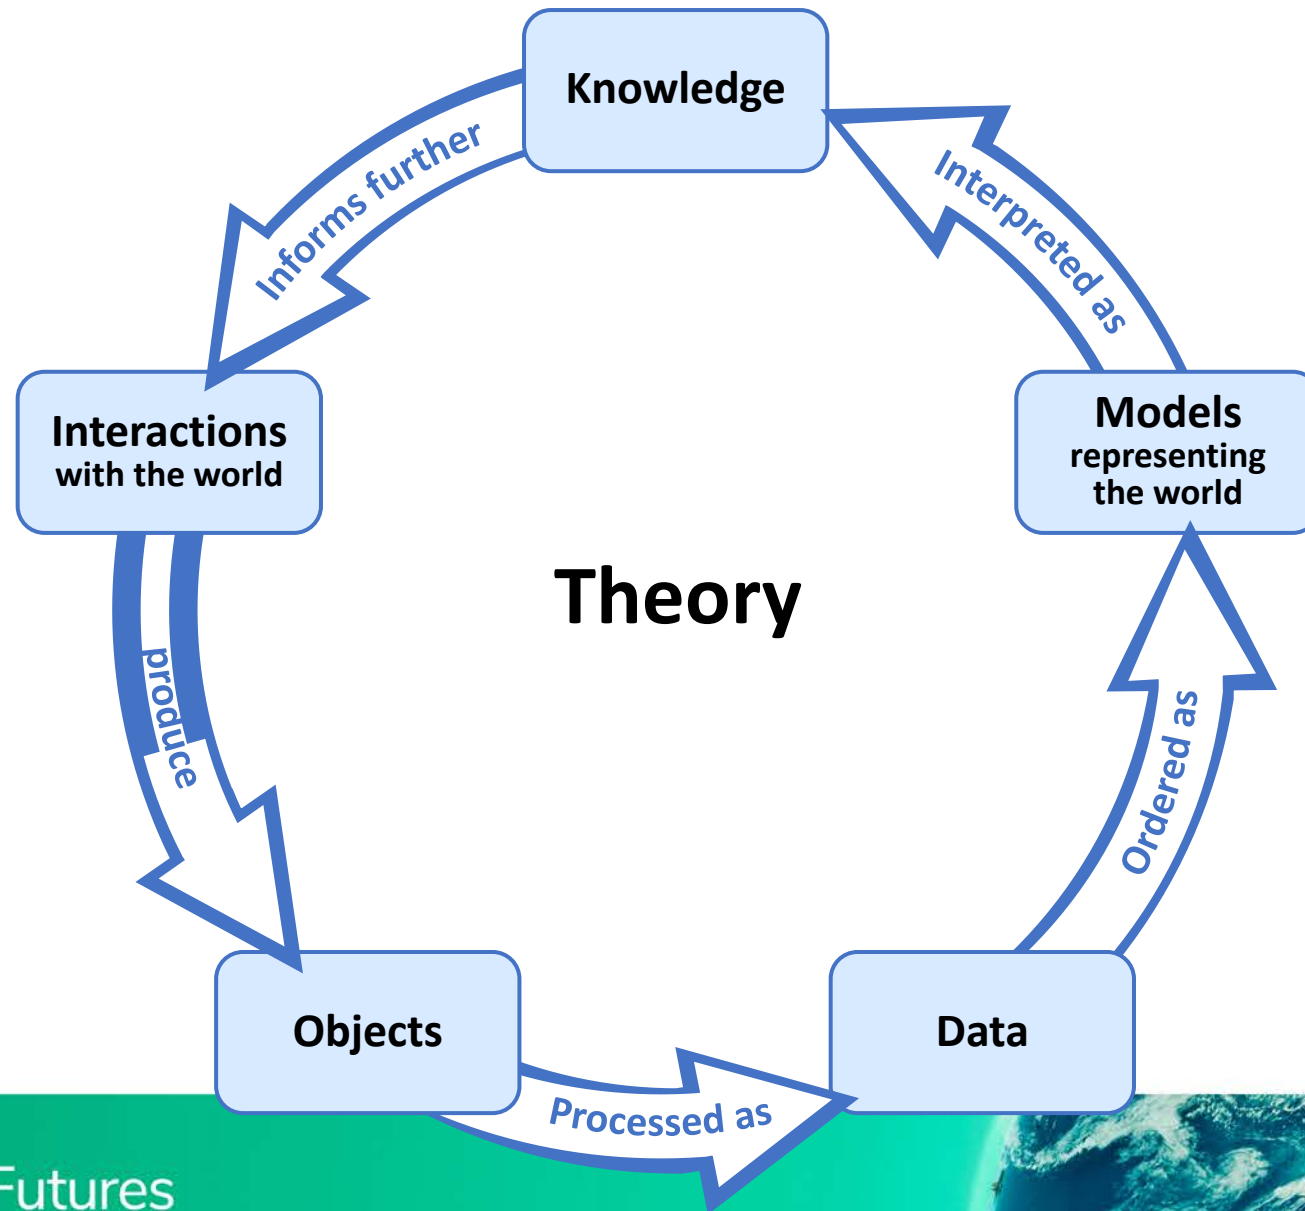 Knowledge
Informs further
Interpreted as
Interactions
with the world
Models
representing
the world
Theory
produce
Ordered as
Objects
Data
Processed as
Futures